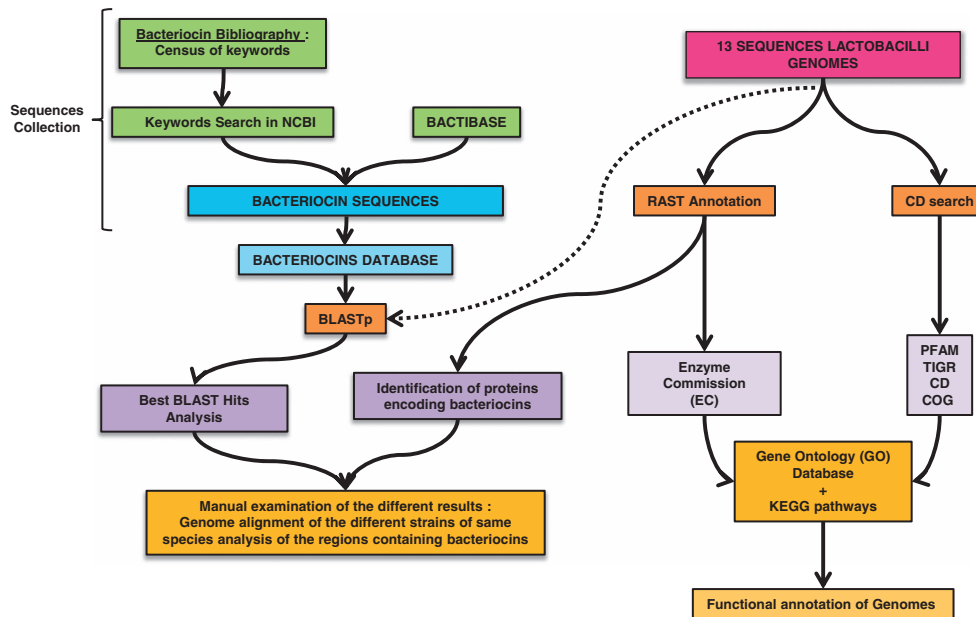 Bacteriocin Bibliography :
Census of keywords
13 SEQUENCES LACTOBACILLI
GENOMES
Sequences
Collection
Keywords Search in NCBI
BACTIBASE
BACTERIOCIN SEQUENCES
RAST Annotation
CD search
BACTERIOCINS DATABASE
BLASTp
Best BLAST Hits
Analysis
Identification of proteins
encoding bacteriocins
Enzyme
Commission
(EC)
PFAM
TIGR
CD
COG
Gene Ontology (GO)
Database
+
KEGG pathways
Manual examination of the different results :
Genome alignment of the different strains of same
species analysis of the regions containing bacteriocins
Functional annotation of Genomes